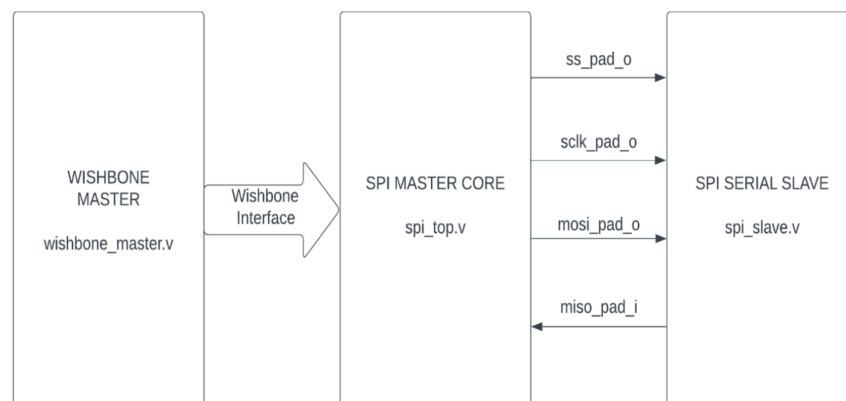 WISHBONE
MASTER
wishbone_master.v
Wishbone
Interface
SPI MASTER CORE
spi_top.v
ss_pad_o
sclk_pad_o
mosi_pad_o
miso_pad_i
SPI SERIAL SLAVE
spi_slave.v